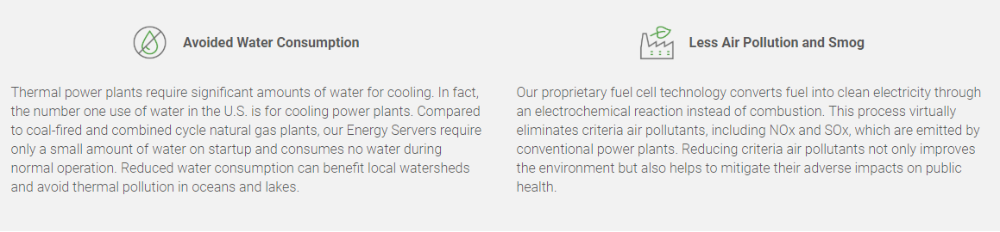 Avoided Water Consumption
Thermal power plants require significant amounts of water for cooling. In fact,
the number one use of water in the U.S. is for cooling power plants. Compared
to coal-fired and combined cycle natural gas plants, our Energy Servers require
only a small amount of water on startup and consumes no water during
normal operation. Reduced water consumption can benefit local watersheds
and avoid thermal pollution in oceans and lakes.
Less Air Pollution and Smog
Our proprietary fuel cell technology converts fuel into clean electricity through
an electrochemical reaction instead of combustion. This process virtually
eliminates criteria air pollutants, including NOx and SOx, which are emitted by
conventional power plants. Reducing criteria air pollutants not only improves
the environment but also helps to mitigate their adverse impacts on public
health.